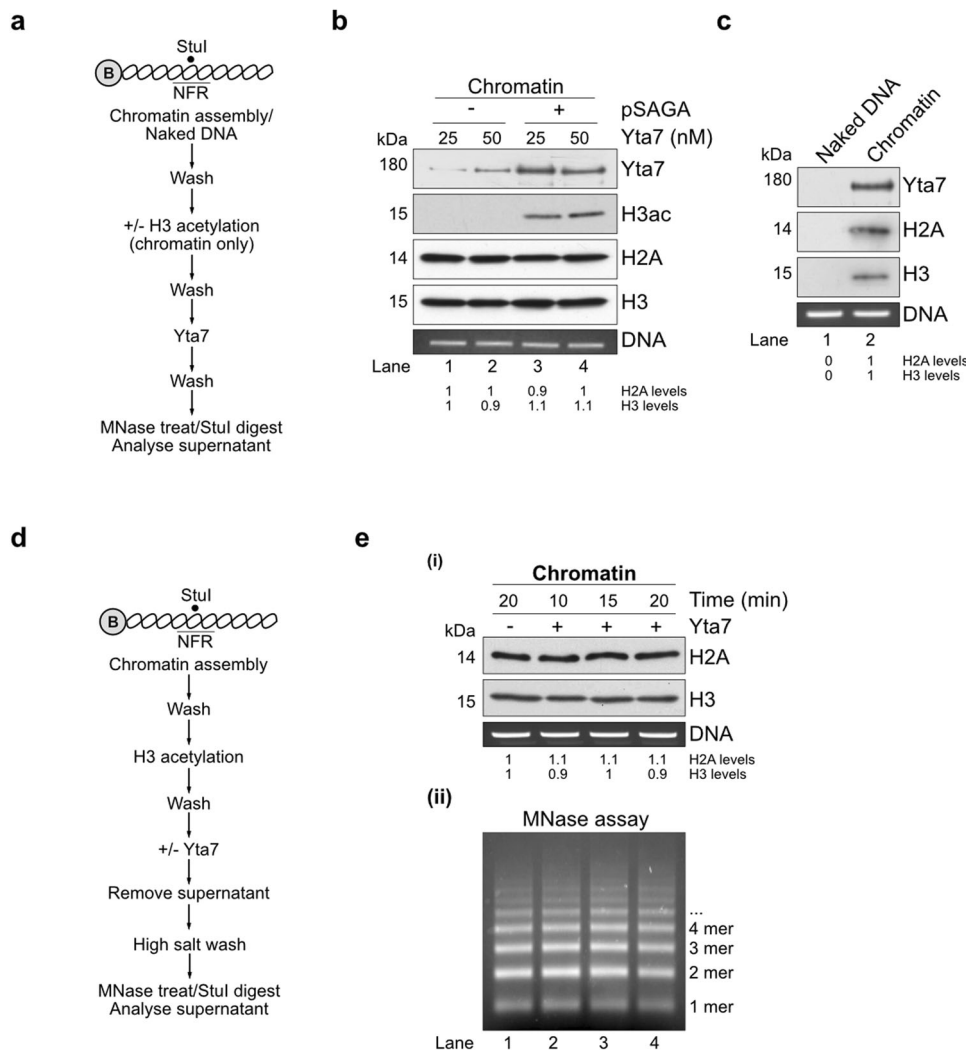 a
StuI
B
NFR
Chromatin assembly/
Naked DNA
Wash
+/- H3 acetylation
(chromatin only)
Wash
Yta7
Wash
MNase treat/StuI digest
Analyse supernatant
b
Chromatin
- + pSAGA
kDa 25 50 25 50 Yta7 (nM)
180 Yta7
15 H3ac
14 H2A
15 H3
DNA
Lane 1 2 3 4
1 1 0.9 1 H2A levels
1 0.9 1.1 1.1 H3 levels
c
Naked DNA
Chromatin
kDa
180 Yta7
14 H2A
15 H3
DNA
Lane 1 2
0 1 H2A levels
0 1 H3 levels
d
StuI
B
NFR
Chromatin assembly
Wash
H3 acetylation
Wash
+/- Yta7
Remove supernatant
High salt wash
MNase treat/StuI digest
Analyse supernatant
e
(i)
Chromatin
20 10 15 20 Time (min)
- + + + Yta7
kDa
14 H2A
15 H3
DNA
1 1.1 1.1 1.1 H2A levels
1 0.9 1 0.9 H3 levels
(ii)
MNase assay
...
4 mer
3 mer
2 mer
1 mer
Lane 1 2 3 4